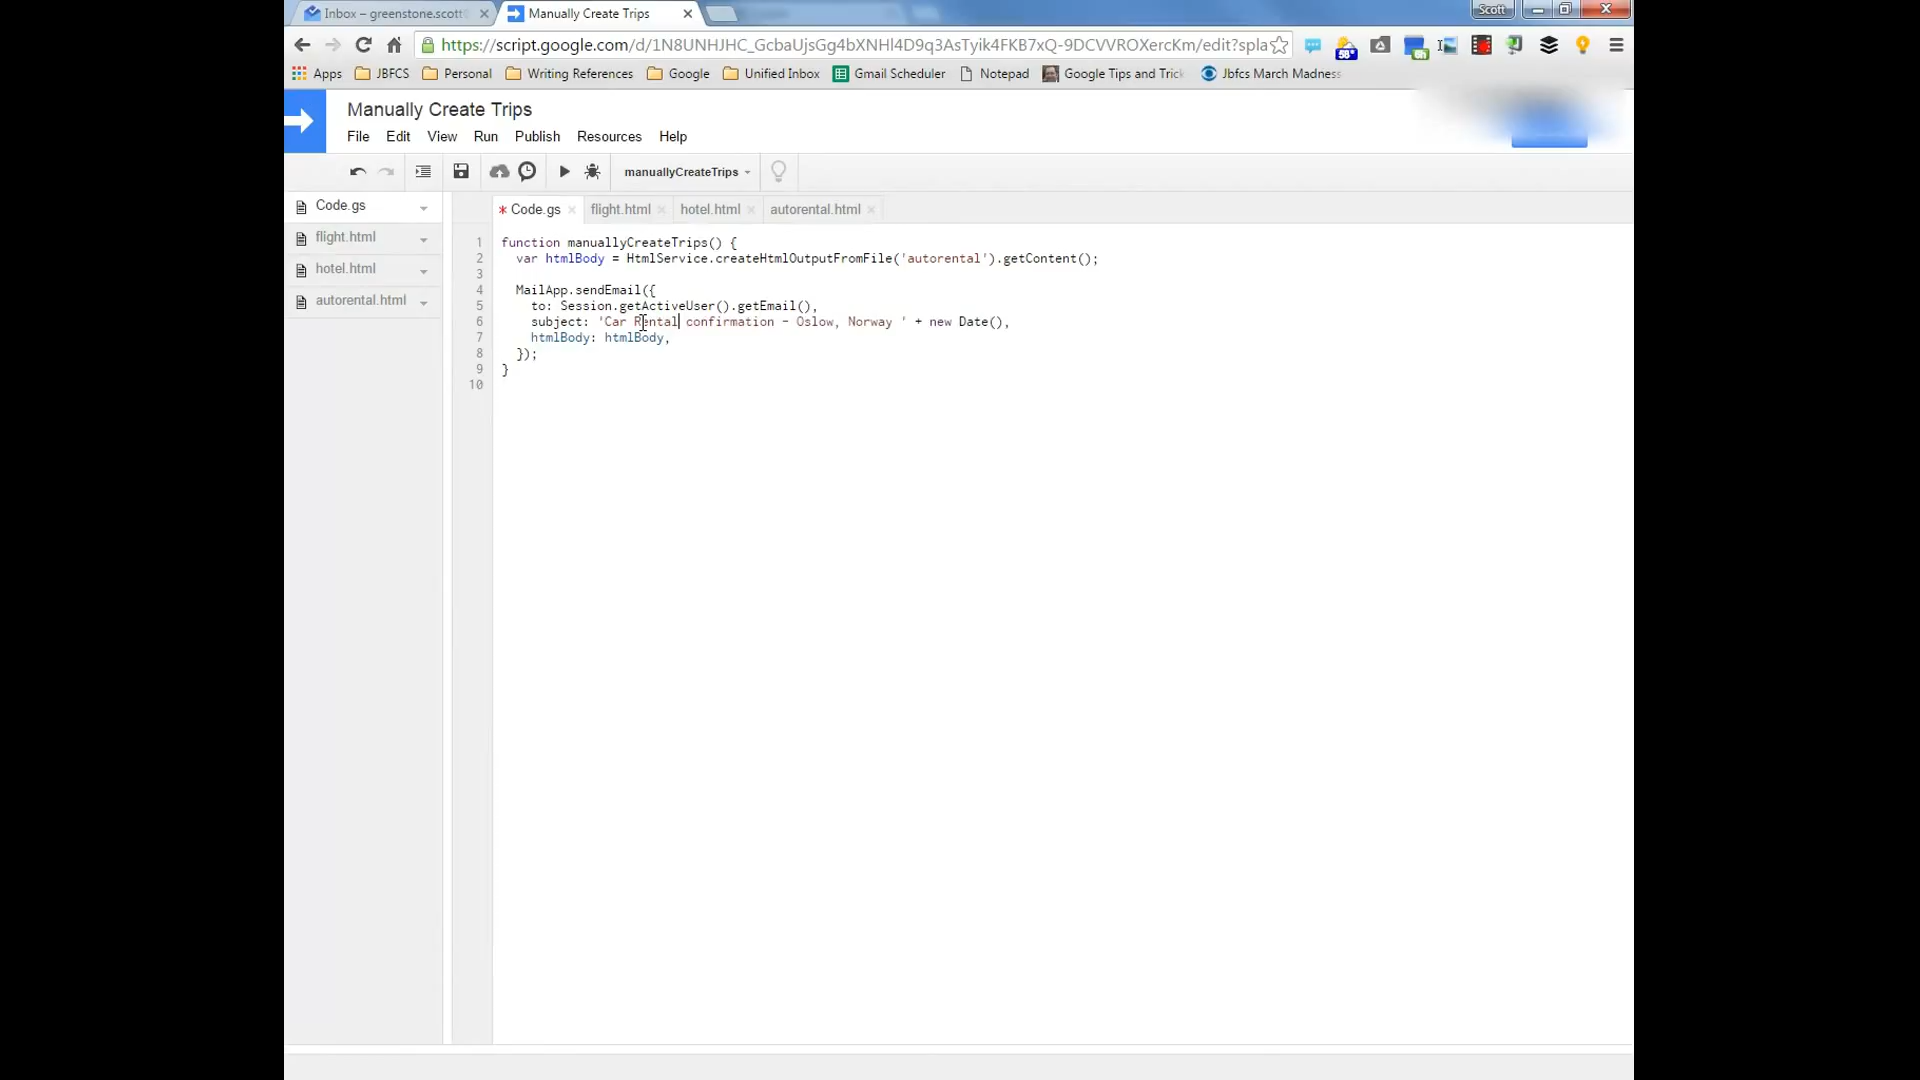 Inbox – greenstone.scott
Manually Create Trips
Scott
https://script.google.com/d/1N8UNHJHC_GcbaUjsGg4bXNHl4D9q3AsTyik4FKB7xQ-9DCVVROXercKm/edit?spla
Apps JBFCS Personal Writing References Google Unified Inbox Gmail Scheduler Notepad Google Tips and Trick Jbfcs March Madness
Manually Create Trips
File Edit View Run Publish Resources Help
manuallyCreateTrips
Code.gs
flight.html
hotel.html
autorental.html
* Code.gs flight.html hotel.html autorental.html
1 function manuallyCreateTrips() {
2 var htmlBody = HtmlService.createHtmlOutputFromFile('autorental').getContent();
3
4 MailApp.sendEmail({
5 to: Session.getActiveUser().getEmail(),
6 subject: 'Car Rental confirmation - Oslow, Norway ' + new Date(),
7 htmlBody: htmlBody,
8 });
9 }
10